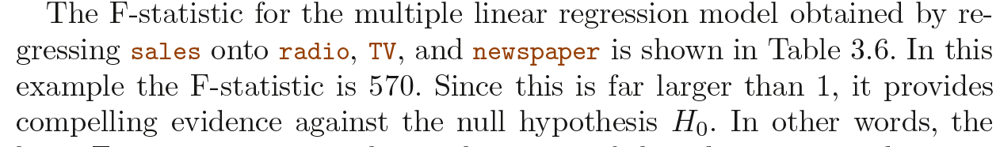 The F-statistic for the multiple linear regression model obtained by re-
gressing sales onto radio, TV, and newspaper is shown in Table 3.6. In this
example the F-statistic is 570. Since this is far larger than 1, it provides
compelling evidence against the null hypothesis H₀. In other words, the